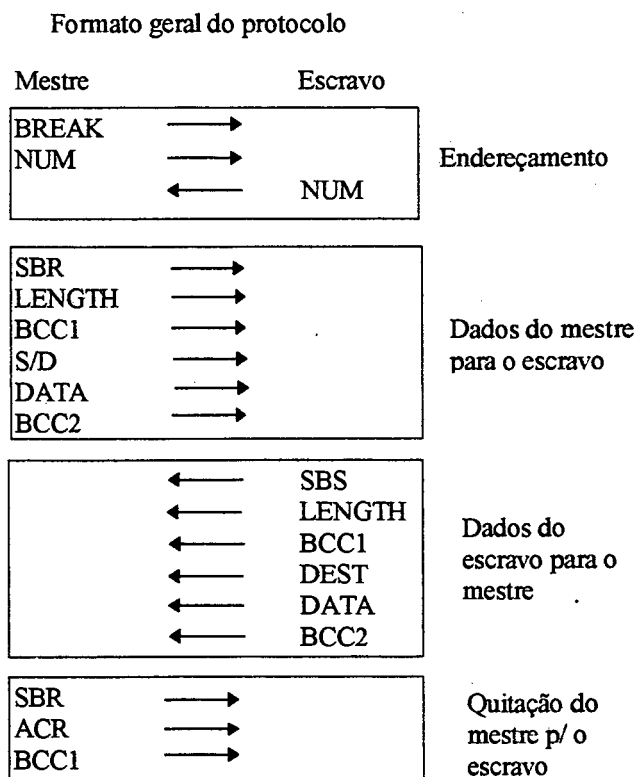 Formato geral do protocolo
Mestre Escravo
BREAK
NUM
NUM
Endereçamento
SBR
LENGTH
BCC1
S/D
DATA
BCC2
Dados do mestre
para o escravo
SBS
LENGTH
BCC1
DEST
DATA
BCC2
Dados do
escravo para o
mestre
SBR
ACR
BCC1
Quitação do
mestre p/ o
escravo